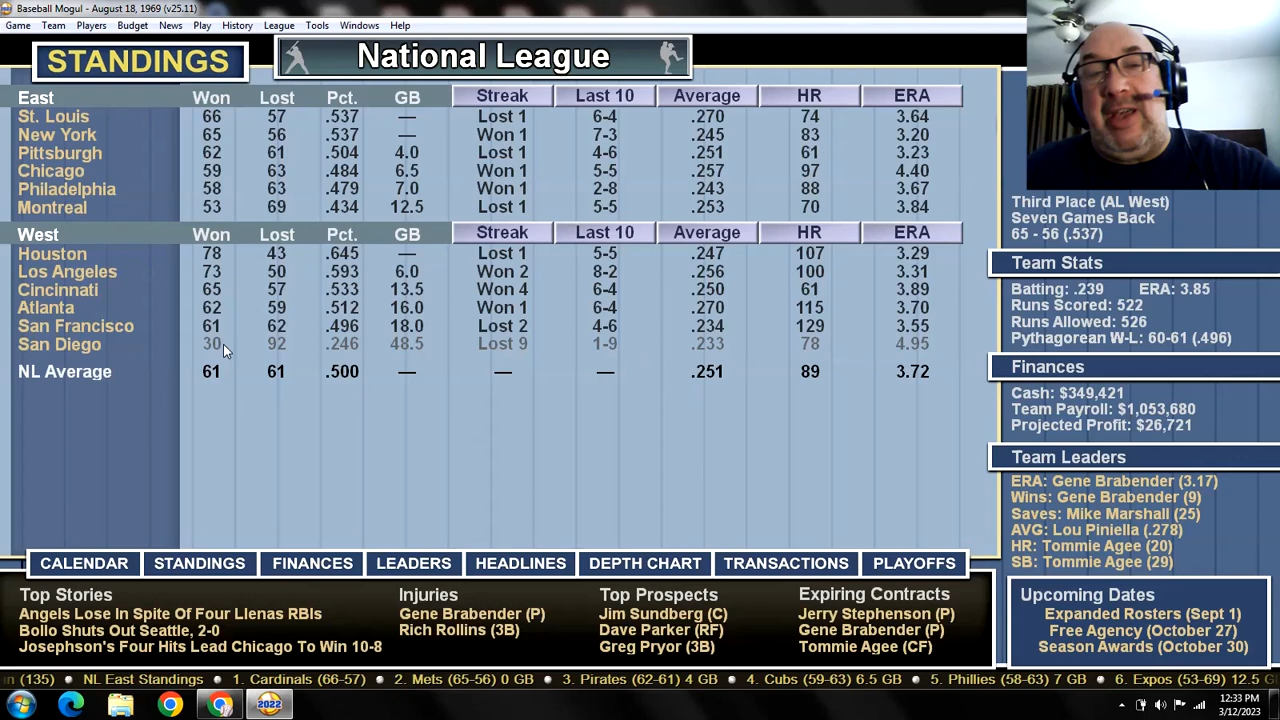 Baseball Mogul - August 18, 1969 (v25.11)
Game Team Players Budget News Play History League Tools Windows Help
STANDINGS
National League
East Won Lost Pct. GB Streak Last 10 Average HR ERA
St. Louis 66 57 .537 — Lost 1 6-4 .270 74 3.64
New York 65 56 .537 — Won 1 7-3 .245 83 3.20
Pittsburgh 62 61 .504 4.0 Lost 1 4-6 .251 61 3.23
Chicago 59 63 .484 6.5 Won 1 5-5 .257 97 4.40
Philadelphia 58 63 .479 7.0 Won 1 2-8 .243 88 3.67
Montreal 53 69 .434 12.5 Lost 1 5-5 .253 70 3.84
West Won Lost Pct. GB Streak Last 10 Average HR ERA
Houston 78 43 .645 — Lost 1 5-5 .247 107 3.29
Los Angeles 73 50 .593 6.0 Won 2 8-2 .256 100 3.31
Cincinnati 65 57 .533 13.5 Won 4 6-4 .250 61 3.89
Atlanta 62 59 .512 16.0 Won 1 6-4 .270 115 3.70
San Francisco 61 62 .496 18.0 Lost 2 4-6 .234 129 3.55
San Diego 30 92 .246 48.5 Lost 9 1-9 .233 78 4.95
NL Average 61 61 .500 — — — .251 89 3.72
Third Place (AL West)
Seven Games Back
65 - 56 (.537)
Team Stats
Batting: .239 ERA: 3.85
Runs Scored: 522
Runs Allowed: 526
Pythagorean W-L: 60-61 (.496)
Finances
Cash: $349,421
Team Payroll: $1,053,680
Projected Profit: $26,721
Team Leaders
ERA: Gene Brabender (3.17)
Wins: Gene Brabender (9)
Saves: Mike Marshall (25)
AVG: Lou Piniella (.278)
HR: Tommie Agee (20)
SB: Tommie Agee (29)
CALENDAR STANDINGS FINANCES LEADERS HEADLINES DEPTH CHART TRANSACTIONS PLAYOFFS
Top Stories
Angels Lose In Spite Of Four Llenas RBIs
Bollo Shuts Out Seattle, 2-0
Josephson's Four Hits Lead Chicago To Win 10-8
Injuries
Gene Brabender (P)
Rich Rollins (3B)
Top Prospects
Jim Sundberg (C)
Dave Parker (RF)
Greg Pryor (3B)
Expiring Contracts
Jerry Stephenson (P)
Gene Brabender (P)
Tommie Agee (CF)
Upcoming Dates
Expanded Rosters (Sept 1)
Free Agency (October 27)
Season Awards (October 30)
in (135) • NL East Standings • 1. Cardinals (66-57) • 2. Mets (65-56) 0 GB • 3. Pirates (62-61) 4 GB • 4. Cubs (59-63) 6.5 GB • 5. Phillies (58-63) 7 GB • 6. Expos (53-69) 12.5 G
2022
12:33 PM
3/12/2023